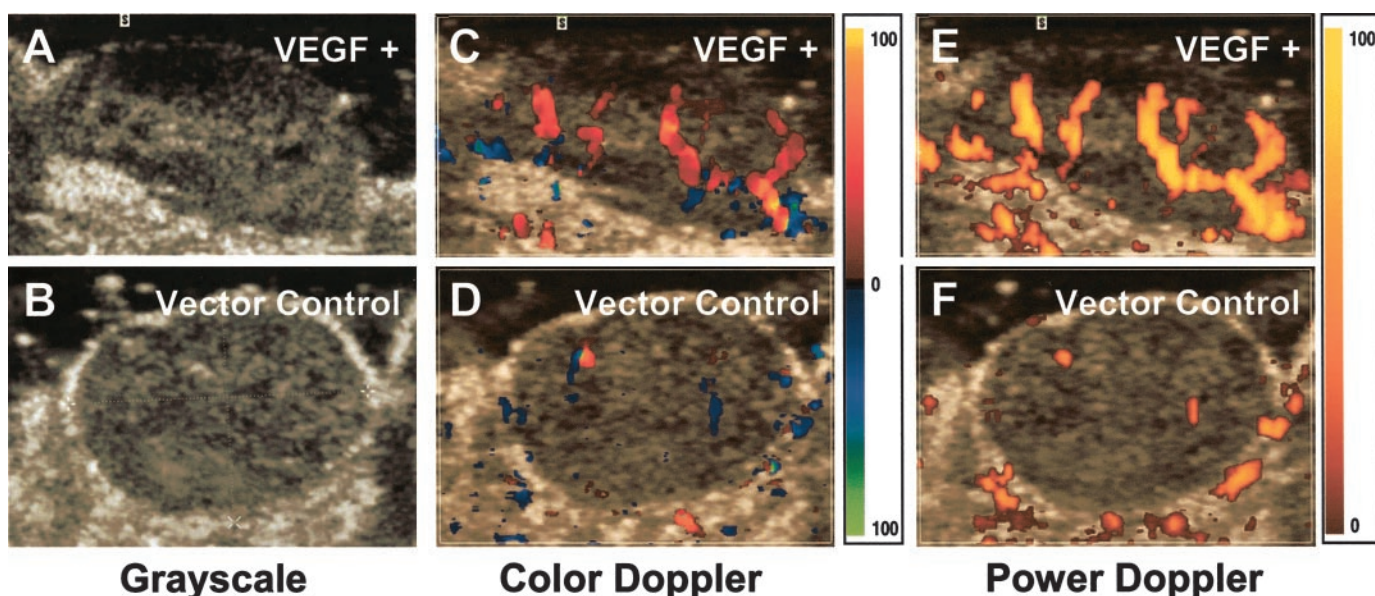 A
VEGF +
S
C
VEGF +
100
S
E
VEGF +
100
0
B
Vector Control
D
Vector Control
100
F
Vector Control
0
Grayscale
Color Doppler
Power Doppler